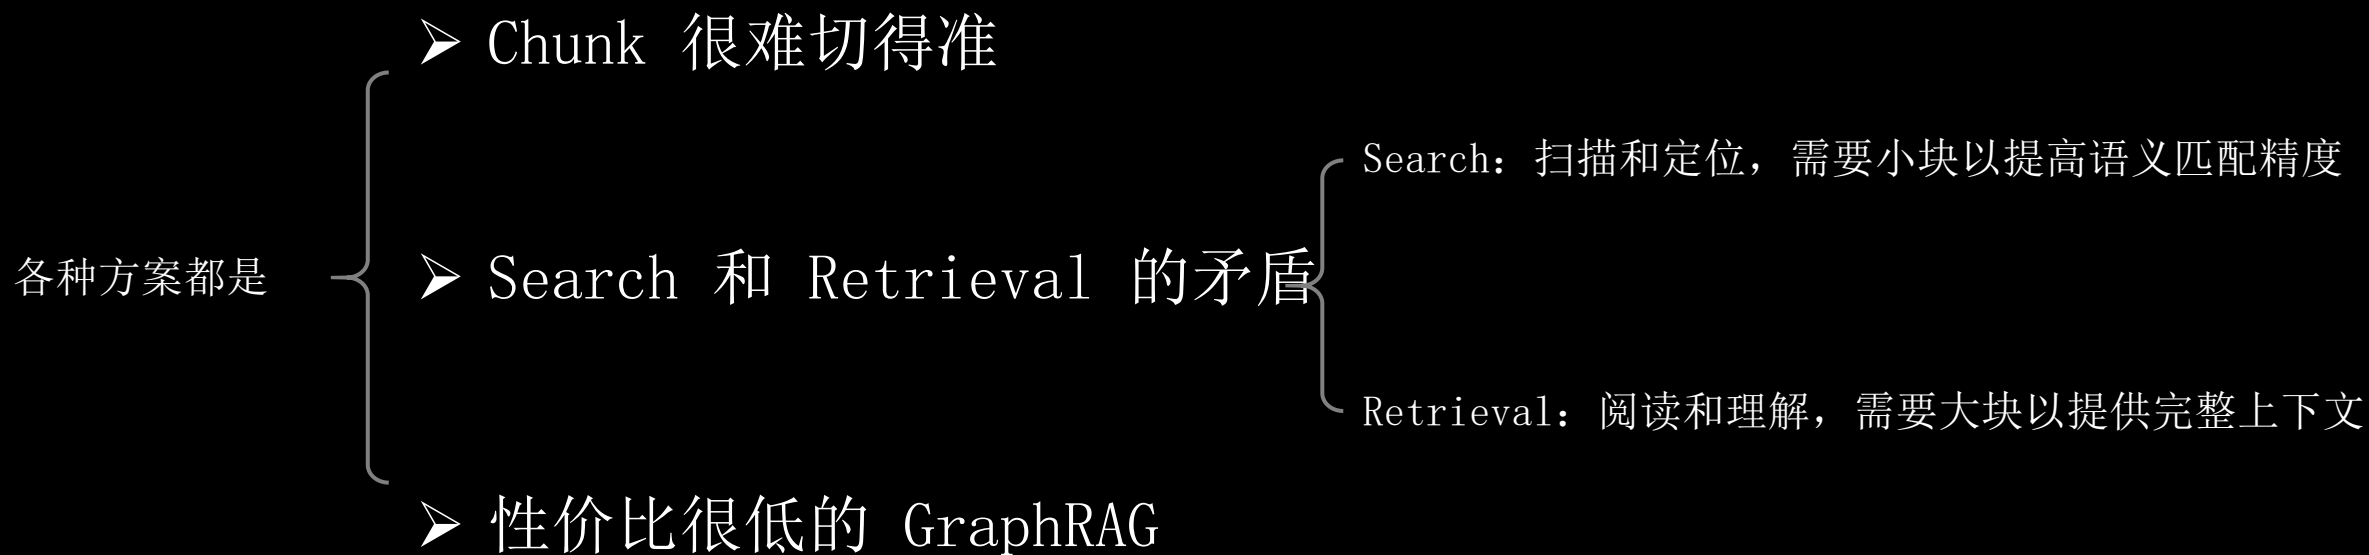 Chunk 很难切得准
Search：扫描和定位，需要小块以提高语义匹配精度
各种方案都是
Search 和 Retrieval 的矛盾
Retrieval：阅读和理解，需要大块以提供完整上下文
性价比很低的 GraphRAG